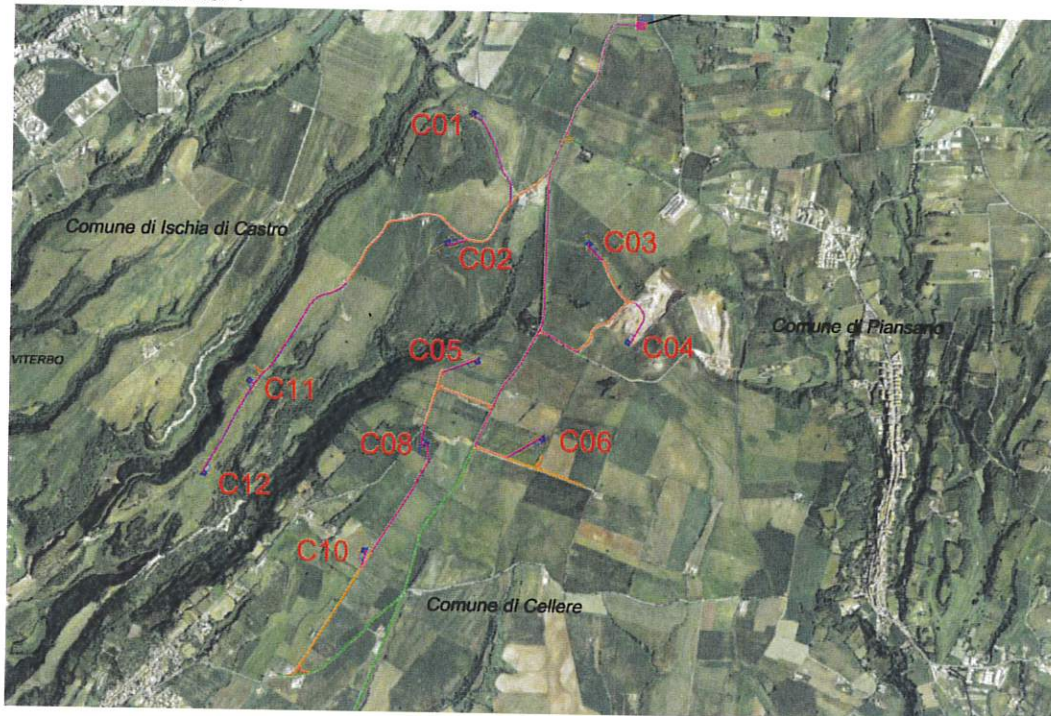 C01
Comune di Ischia di Castro
C02
C03
Comune di Piansano
C04
VITERBO
C05
C11
C08
C06
C12
C10
Comune di Cellere